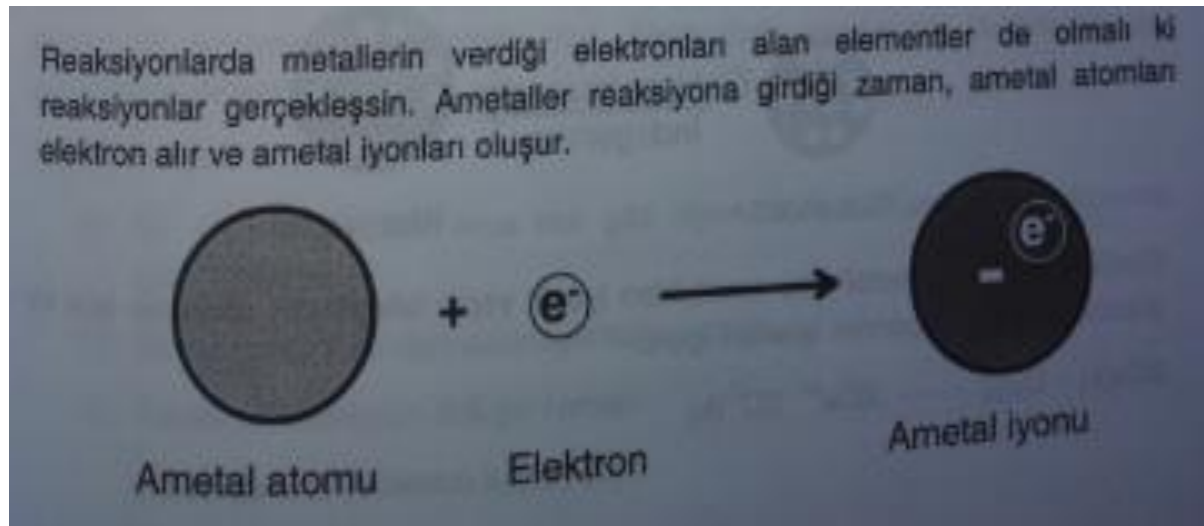 Reaksiyonlarda metallerin verdiği elektronları alan elementler de olmalı ki
reaksiyonlar gerçekleşsin. Ametaller reaksiyona girdiği zaman, ametal atomları
elektron alır ve ametal iyonları oluşur.
+ e⁻ - e⁻
Ametal atomu Elektron Ametal iyonu